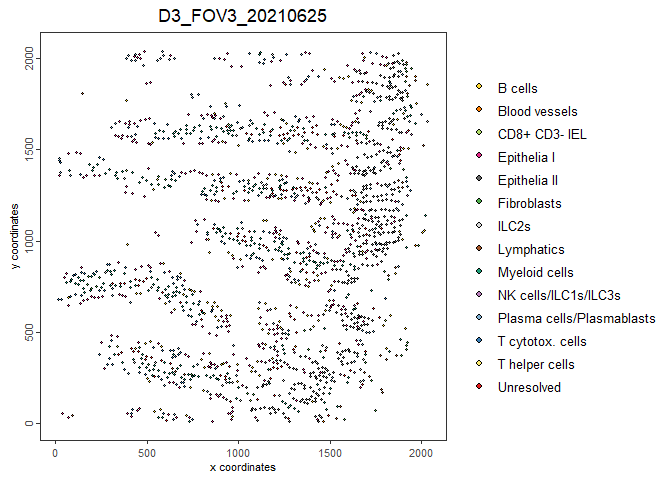 D3_FOV3_20210625
2000
1500
1000
500
0
y coordinates
0 500 1000 1500 2000
x coordinates
B cells
Blood vessels
CD8+ CD3- IEL
Epithelia I
Epithelia II
Fibroblasts
ILC2s
Lymphatics
Myeloid cells
NK cells/ILC1s/ILC3s
Plasma cells/Plasmablasts
T cytotox. cells
T helper cells
Unresolved